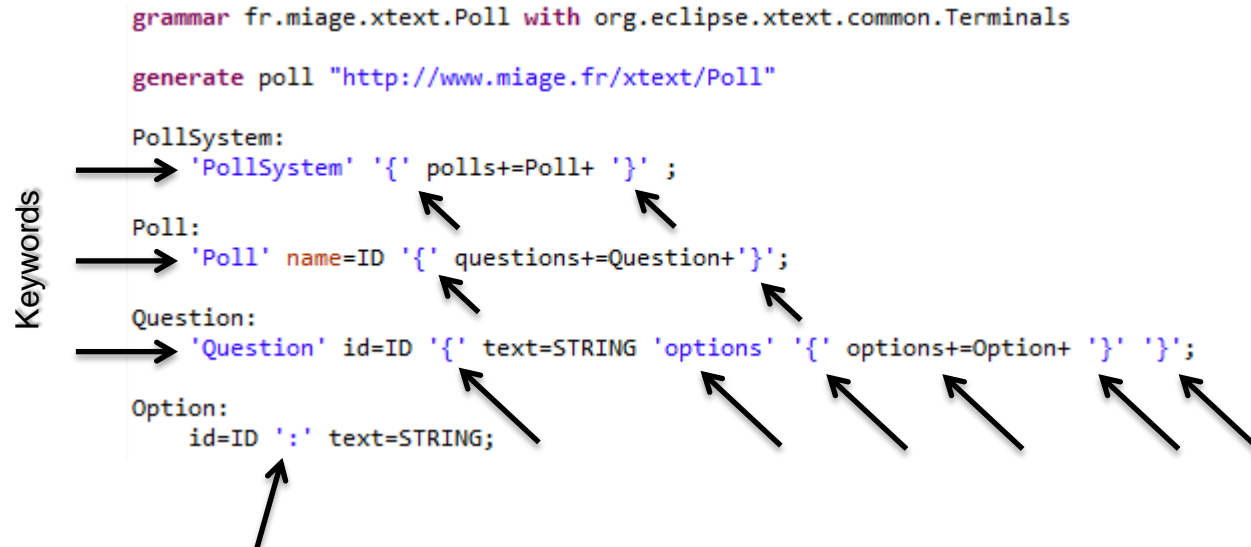 grammar fr.miage.xtext.Poll with org.eclipse.xtext.common.Terminals
generate poll "http://www.miage.fr/xtext/Poll"
PollSystem:
'PollSystem' '{' polls+=Poll+ '}' ;
Poll:
'Poll' name=ID '{' questions+=Question+'}';
Question:
'Question' id=ID '{' text=STRING 'options' '{' options+=Option+ '}' '}';
Option:
id=ID ':' text=STRING;
Keywords